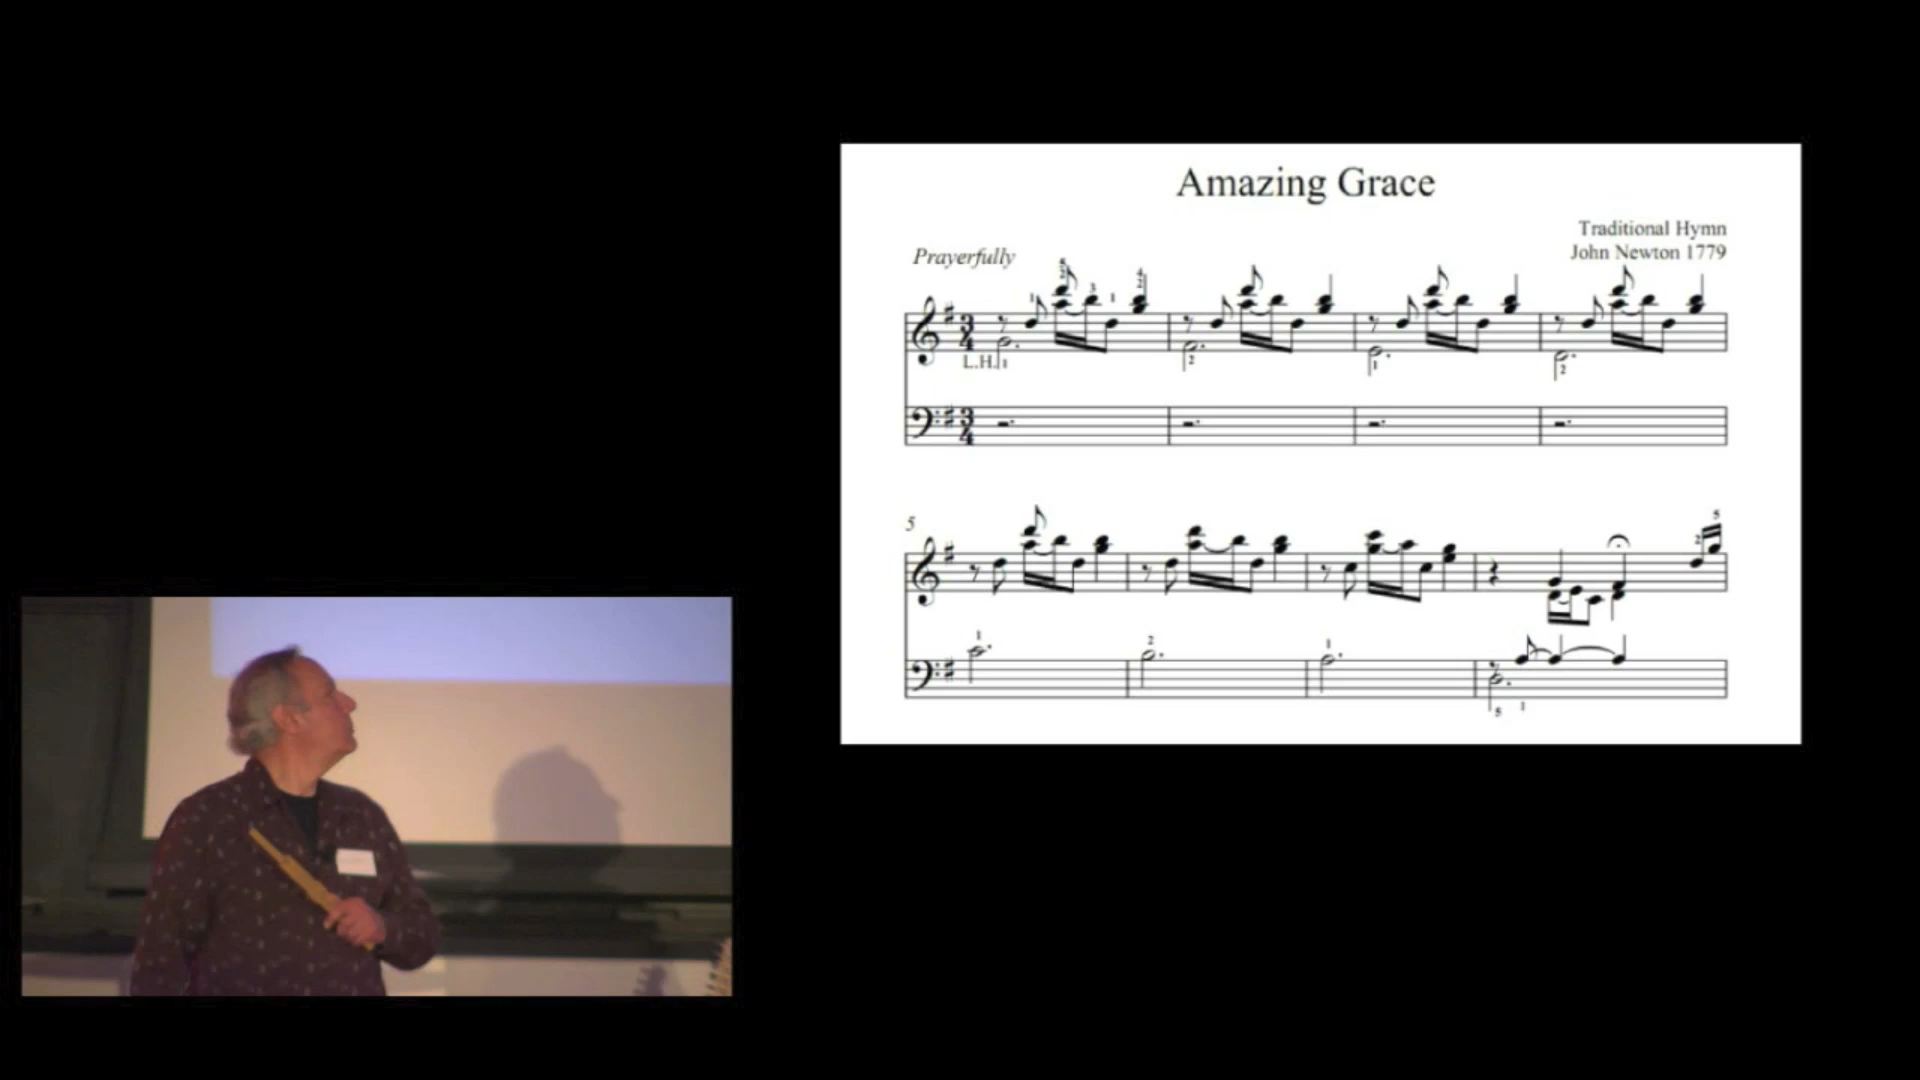 Amazing Grace
Traditional Hymn
John Newton 1779
Prayerfully
L.H.
5